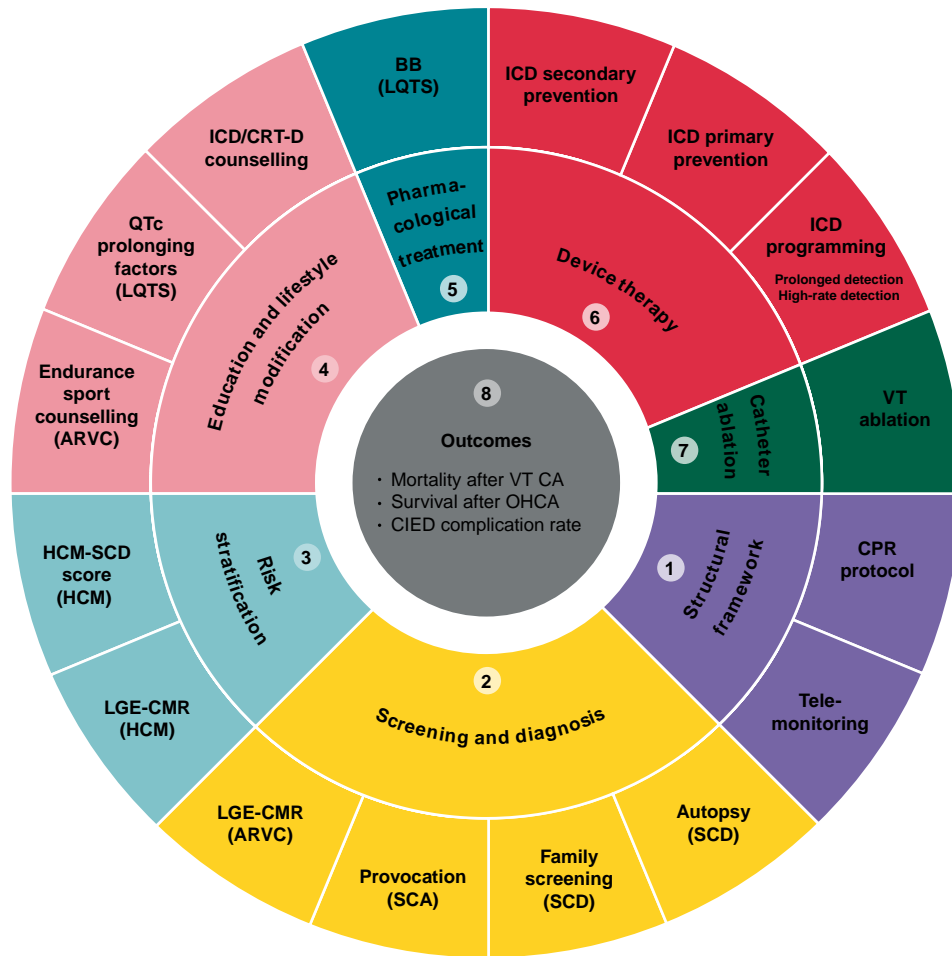 BB
(LQTS)
ICD secondary
prevention
ICD primary
prevention
ICD
programming
Prolonged detection
High-rate detection
VT
ablation
CPR
protocol
Tele-
monitoring
Autopsy
(SCD)
Family
screening
(SCD)
Provocation
(SCA)
LGE-CMR
(ARVC)
LGE-CMR
(HCM)
HCM-SCD
score
(HCM)
Endurance
sport
counselling
(ARVC)
QTc
prolonging
factors
(LQTS)
ICD/CRT-D
counselling
Pharma-
cological
treatment
5
Device therapy
6
Catheter
ablation
7
Structural
framework
1
Screening and diagnosis
2
Risk
stratification
3
Education and lifestyle
modification
4
8
Outcomes
· Mortality after VT CA
· Survival after OHCA
· CIED complication rate